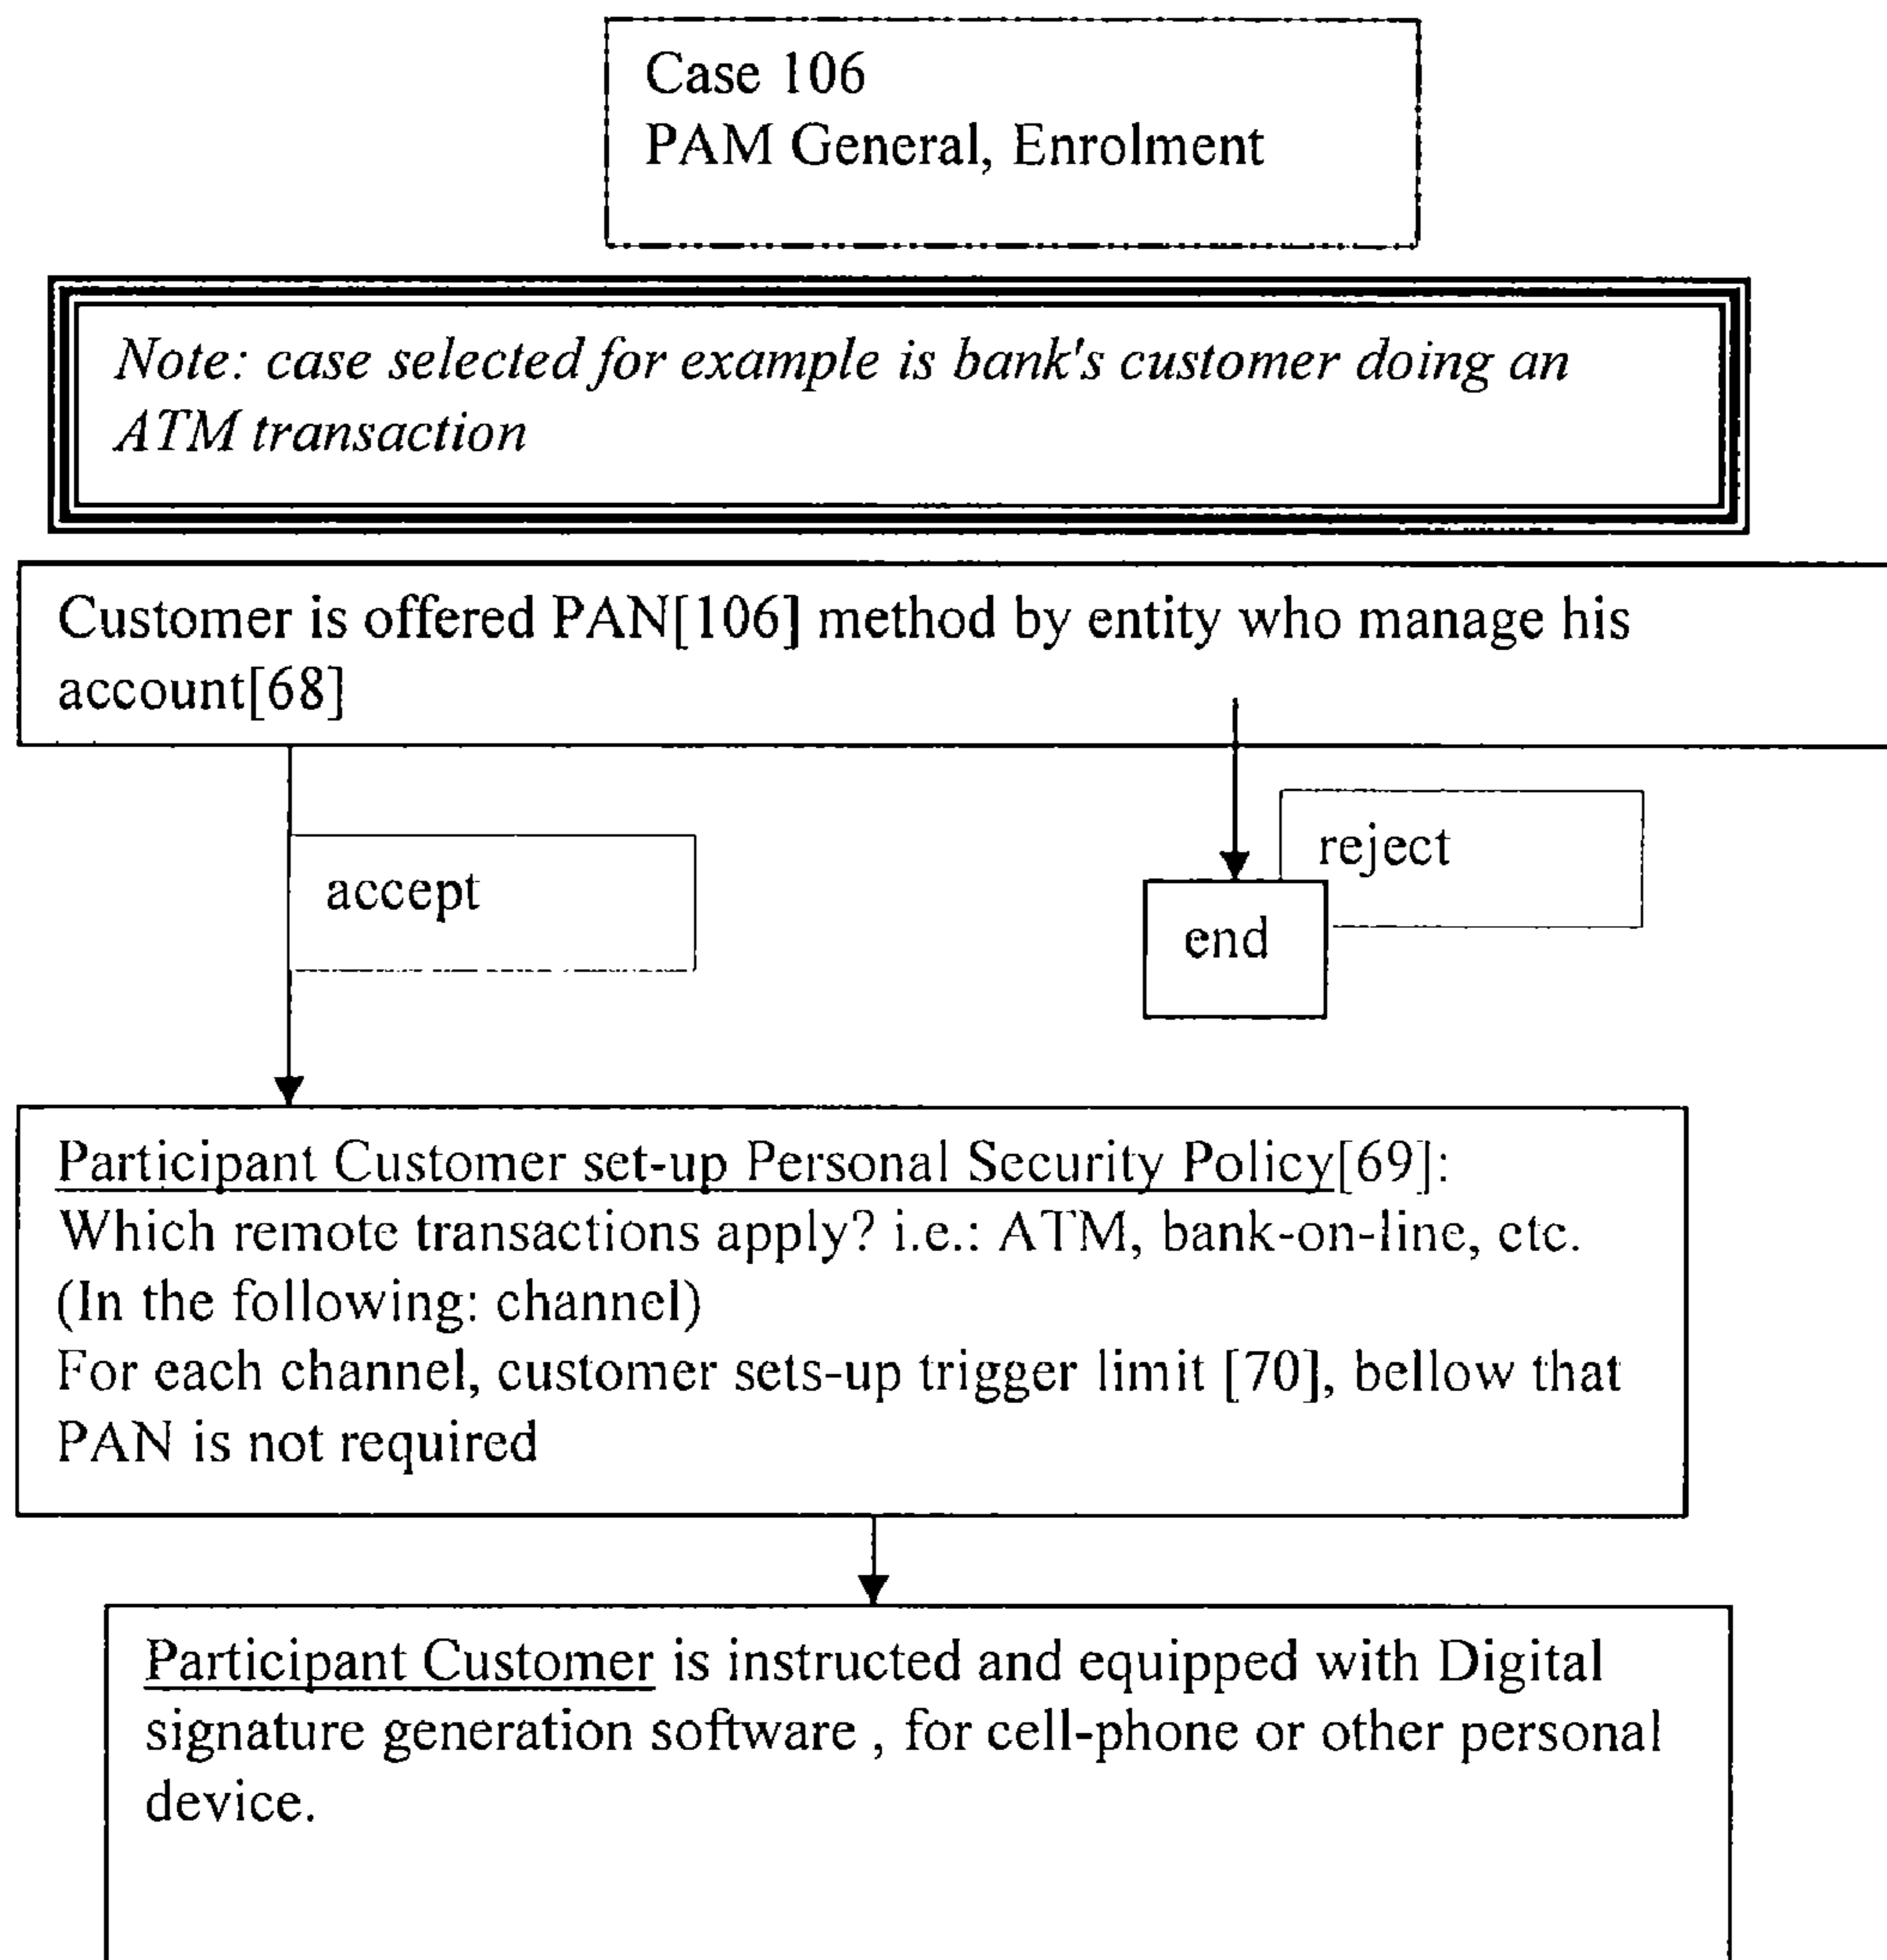 Case 106
PAM General, Enrolment
Note: case selected for example is bank's customer doing an
ATM transaction
Customer is offered PAN[106] method by entity who manage his
account[68]
accept
reject
end
Participant Customer set-up Personal Security Policy[69]:
Which remote transactions apply? i.e.: ATM, bank-on-line, etc.
(In the following: channel)
For each channel, customer sets-up trigger limit [70], bellow that
PAN is not required
Participant Customer is instructed and equipped with Digital
signature generation software , for cell-phone or other personal
device.